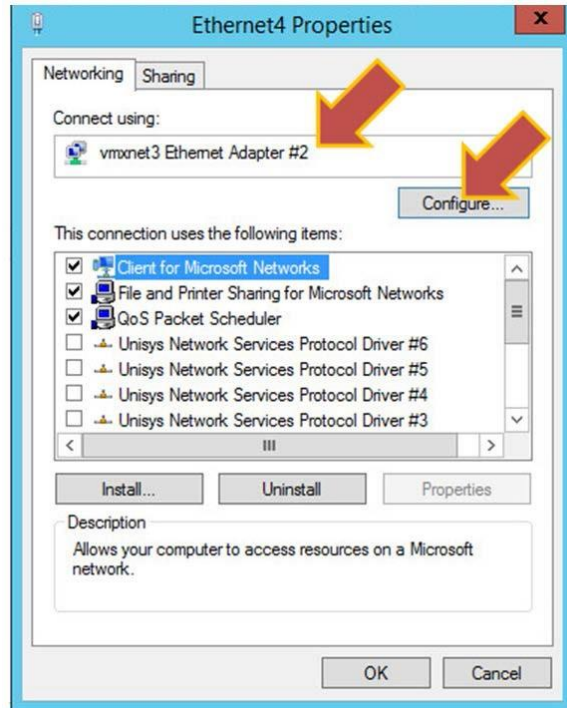 Ethernet4 Properties
x
Networking Sharing
Connect using:
vmxnet3 Ethernet Adapter #2
Configure...
This connection uses the following items:
Client for Microsoft Networks
File and Printer Sharing for Microsoft Networks
QoS Packet Scheduler
Unisys Network Services Protocol Driver #6
Unisys Network Services Protocol Driver #5
Unisys Network Services Protocol Driver #4
Unisys Network Services Protocol Driver #3
Install... Uninstall Properties
Description
Allows your computer to access resources on a Microsoft
network.
OK Cancel